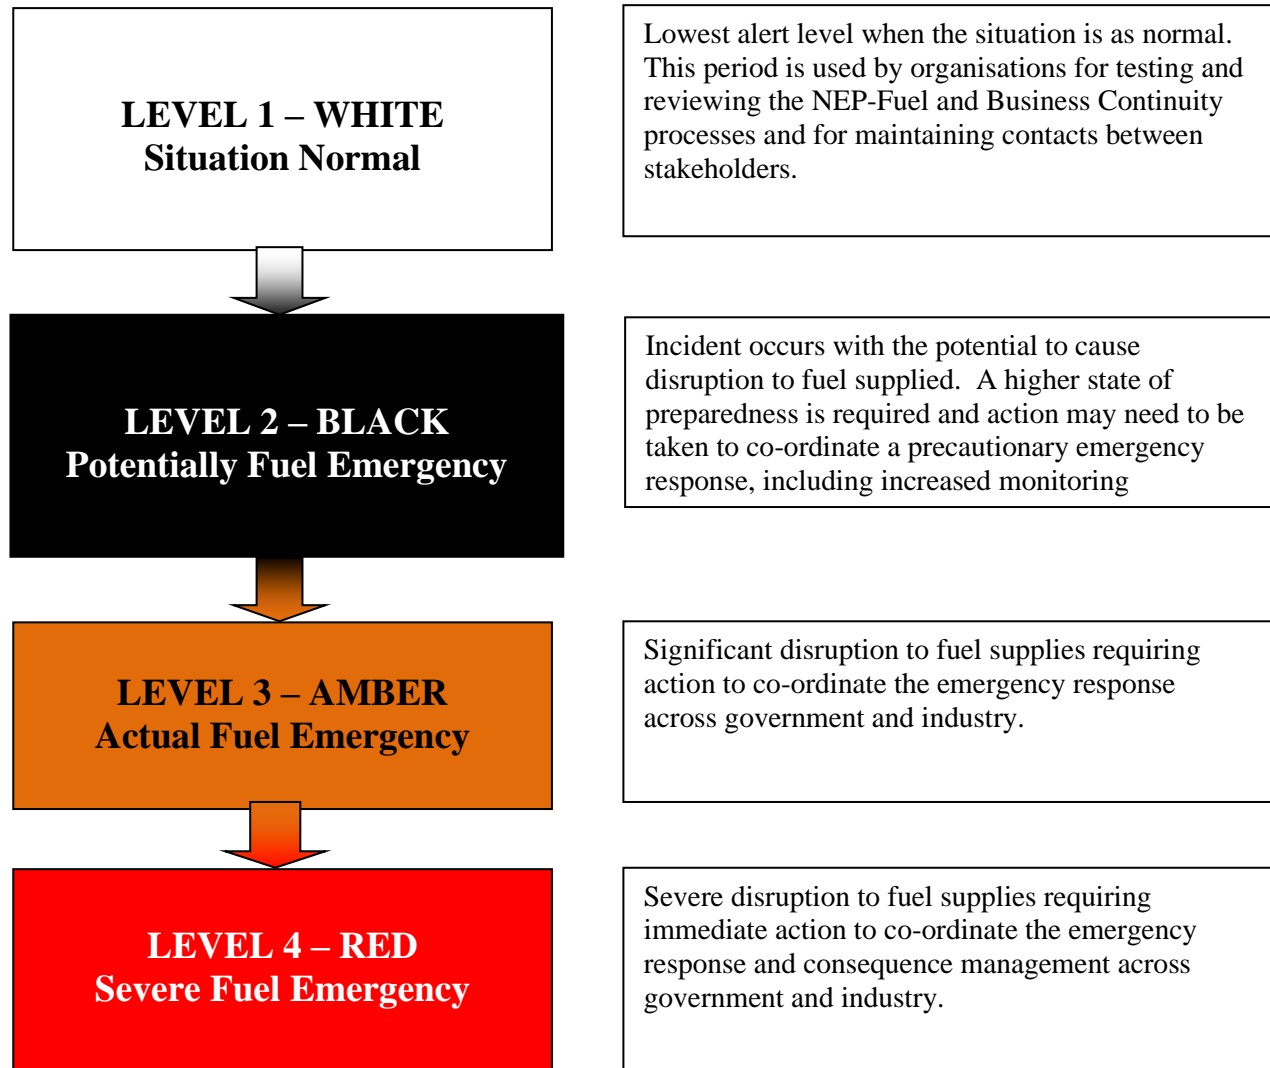 LEVEL 1 – WHITE
Situation Normal
Lowest alert level when the situation is as normal.
This period is used by organisations for testing and
reviewing the NEP-Fuel and Business Continuity
processes and for maintaining contacts between
stakeholders.
LEVEL 2 – BLACK
Potentially Fuel Emergency
Incident occurs with the potential to cause
disruption to fuel supplied.  A higher state of
preparedness is required and action may need to be
taken to co-ordinate a precautionary emergency
response, including increased monitoring
LEVEL 3 – AMBER
Actual Fuel Emergency
Significant disruption to fuel supplies requiring
action to co-ordinate the emergency response
across government and industry.
LEVEL 4 – RED
Severe Fuel Emergency
Severe disruption to fuel supplies requiring
immediate action to co-ordinate the emergency
response and consequence management across
government and industry.